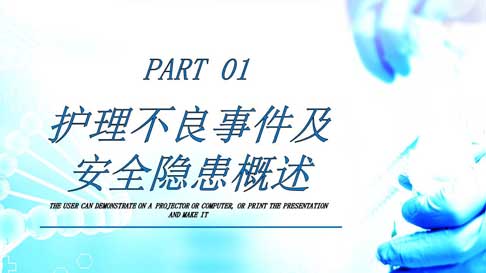 PART 01
护理不良事件及
安全隐患概述
THE USER CAN DEMONSTRATE ON A PROJECTOR OR COMPUTER, OR PRINT THE PRESENTATION
AND MAKE IT